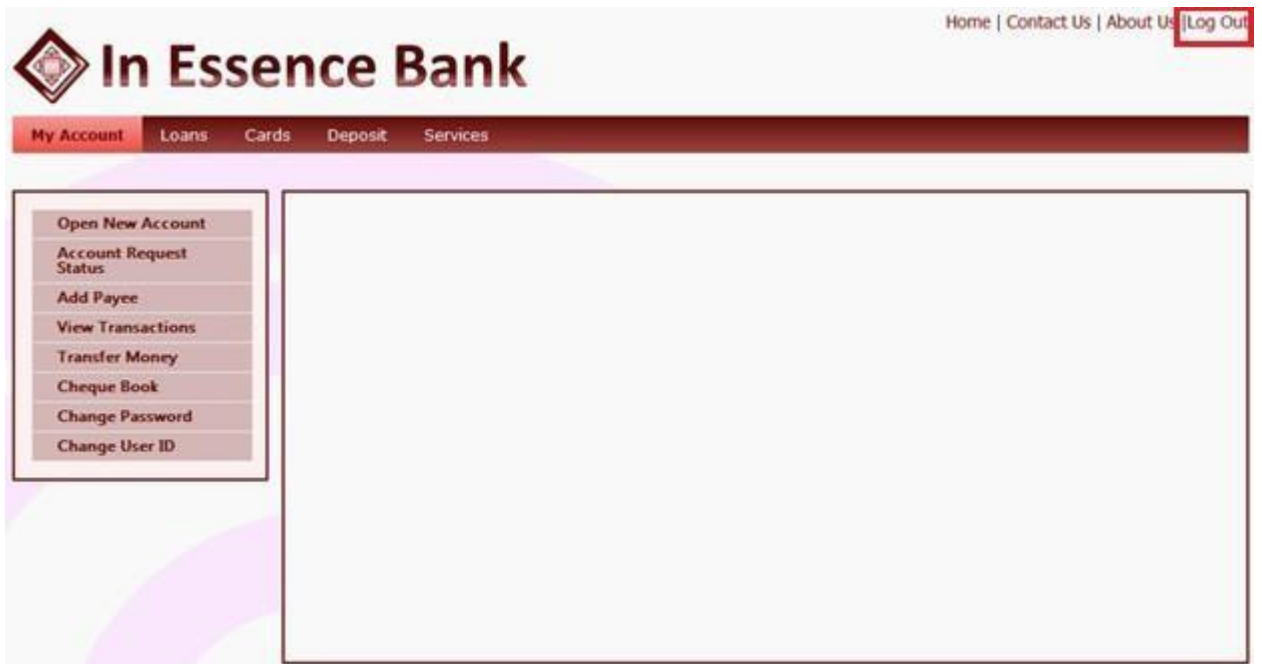 Home | Contact Us | About Us |Log Out
In Essence Bank
My Account Loans Cards Deposit Services
Open New Account
Account Request
Status
Add Payee
View Transactions
Transfer Money
Cheque Book
Change Password
Change User ID